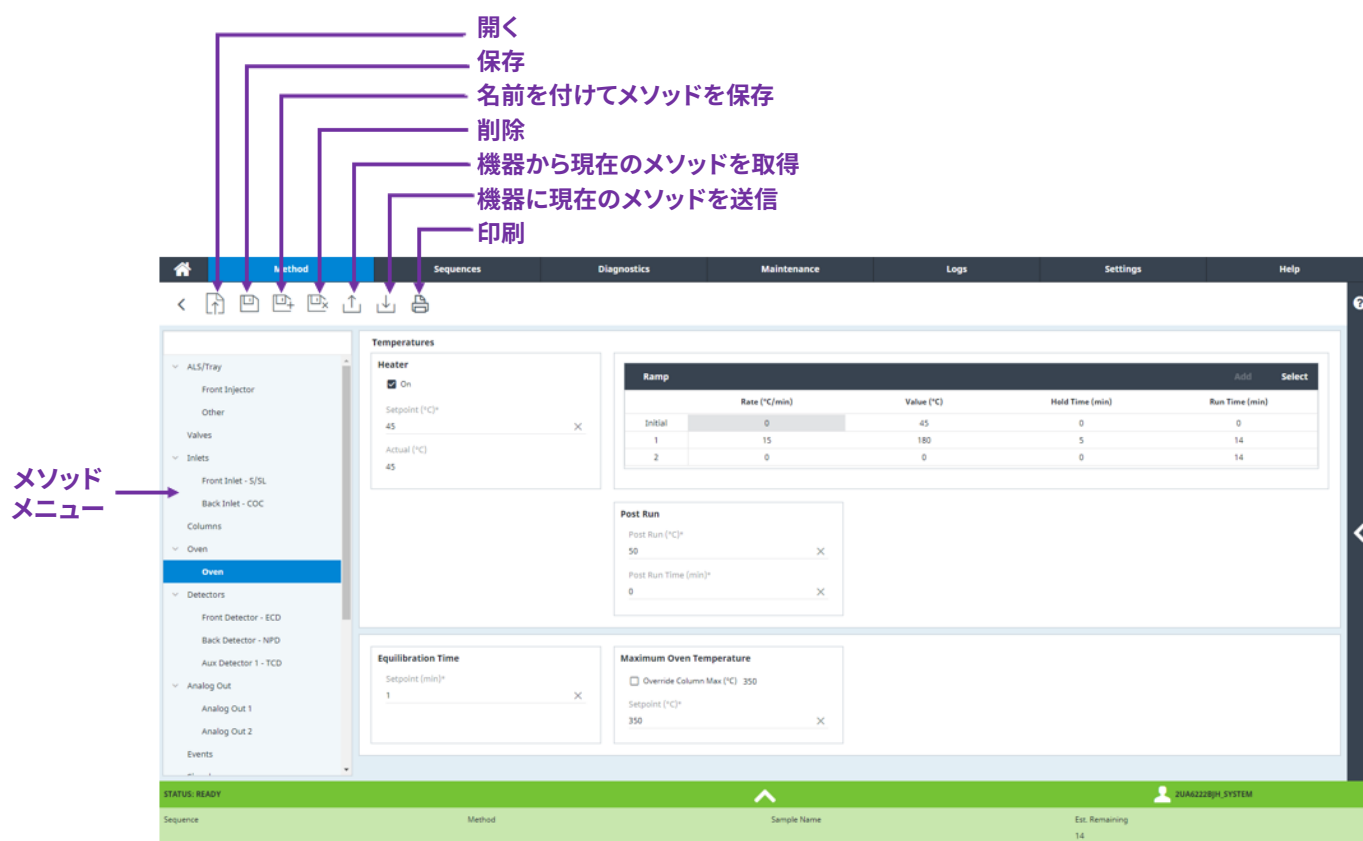 開く
保存
名前を付けてメソッドを保存
削除
機器から現在のメソッドを取得
機器に現在のメソッドを送信
印刷
Method Sequences Diagnostics Maintenance Logs Settings Help
メソッド
メニュー
ALS/Tray
Front Injector
Other
Valves
Inlets
Front Inlet - S/SL
Back Inlet - COC
Columns
Oven
Oven
Detectors
Front Detector - ECD
Back Detector - NPD
Aux Detector 1 - TCD
Analog Out
Analog Out 1
Analog Out 2
Events
Temperatures
Heater
On
Setpoint (°C)*
45
Actual (°C)
45
Ramp Add Select
Rate (°C/min) Value (°C) Hold Time (min) Run Time (min)
Initial 0 45 0 0
1 15 180 5 14
2 0 0 0 14
Post Run
Post Run (°C)*
50
Post Run Time (min)*
0
Equilibration Time
Setpoint (min)*
1
Maximum Oven Temperature
Override Column Max (°C) 350
Setpoint (°C)*
350
STATUS: READY 2UA6222BJH_SYSTEM
Sequence Method Sample Name Est. Remaining
14